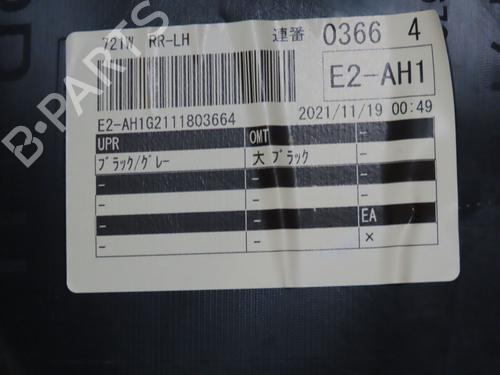 721W RR-LH 連番 0366 4
E2-AH1
E2-AH1G2111803664 2021/11/19 00:49
UPR OMT -
ブラック/グレー 大 ブラック -
- - -
- - -
- - EA
- - ×
B-PARTS